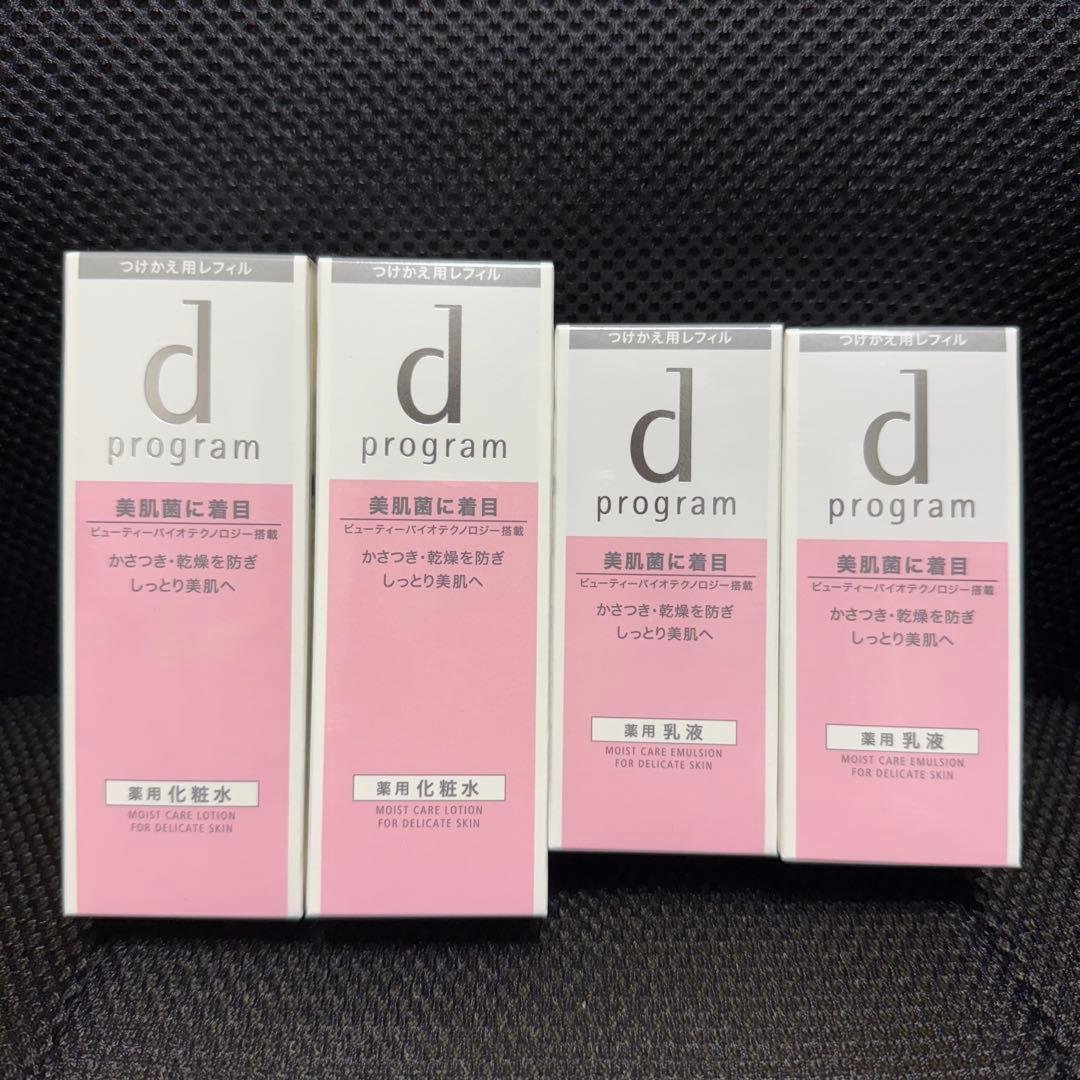 つけかえ用レフィル
d
program
美肌菌に着目
ビューティーバイオテクノロジー搭載
かさつき・乾燥を防ぎ
しっとり美肌へ
薬用 化粧水
MOIST CARE LOTION
FOR DELICATE SKIN
つけかえ用レフィル
d
program
美肌菌に着目
ビューティーバイオテクノロジー搭載
かさつき・乾燥を防ぎ
しっとり美肌へ
薬用 化粧水
MOIST CARE LOTION
FOR DELICATE SKIN
つけかえ用レフィル
d
program
美肌菌に着目
ビューティーバイオテクノロジー搭載
かさつき・乾燥を防ぎ
しっとり美肌へ
薬用 乳液
MOIST CARE EMULSION
FOR DELICATE SKIN
つけかえ用レフィル
d
program
美肌菌に着目
ビューティーバイオテクノロジー搭載
かさつき・乾燥を防ぎ
しっとり美肌へ
薬用 乳液
MOIST CARE EMULSION
FOR DELICATE SKIN